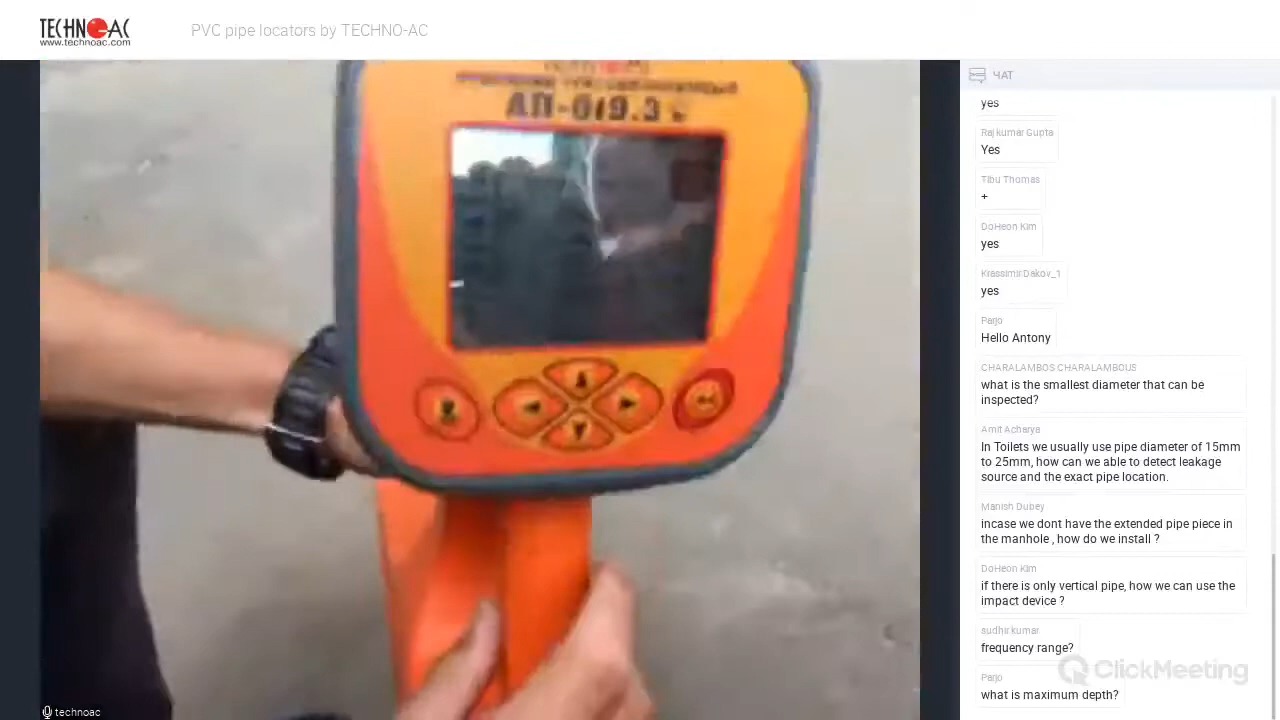 TECHNOAC
www.technoac.com
PVC pipe locators by TECHNO-AC
АП-019.3
ЧАТ
yes
Rajkumar Gupta
Yes
Tibu Thomas
+
DoHeon Kim
yes
Krassimir Dakov_1
yes
Parjo
Hello Antony
CHARALAMBOS CHARALAMBOUS
what is the smallest diameter that can be
inspected?
Amit Acharya
In Toilets we usually use pipe diameter of 15mm
to 25mm, how can we able to detect leakage
source and the exact pipe location.
Manish Dubey
incase we dont have the extended pipe piece in
the manhole , how do we install ?
DoHeon Kim
if there is only vertical pipe, how we can use the
impact device ?
sudhir kumar
frequency range?
Parjo
what is maximum depth?
ClickMeeting
technoac